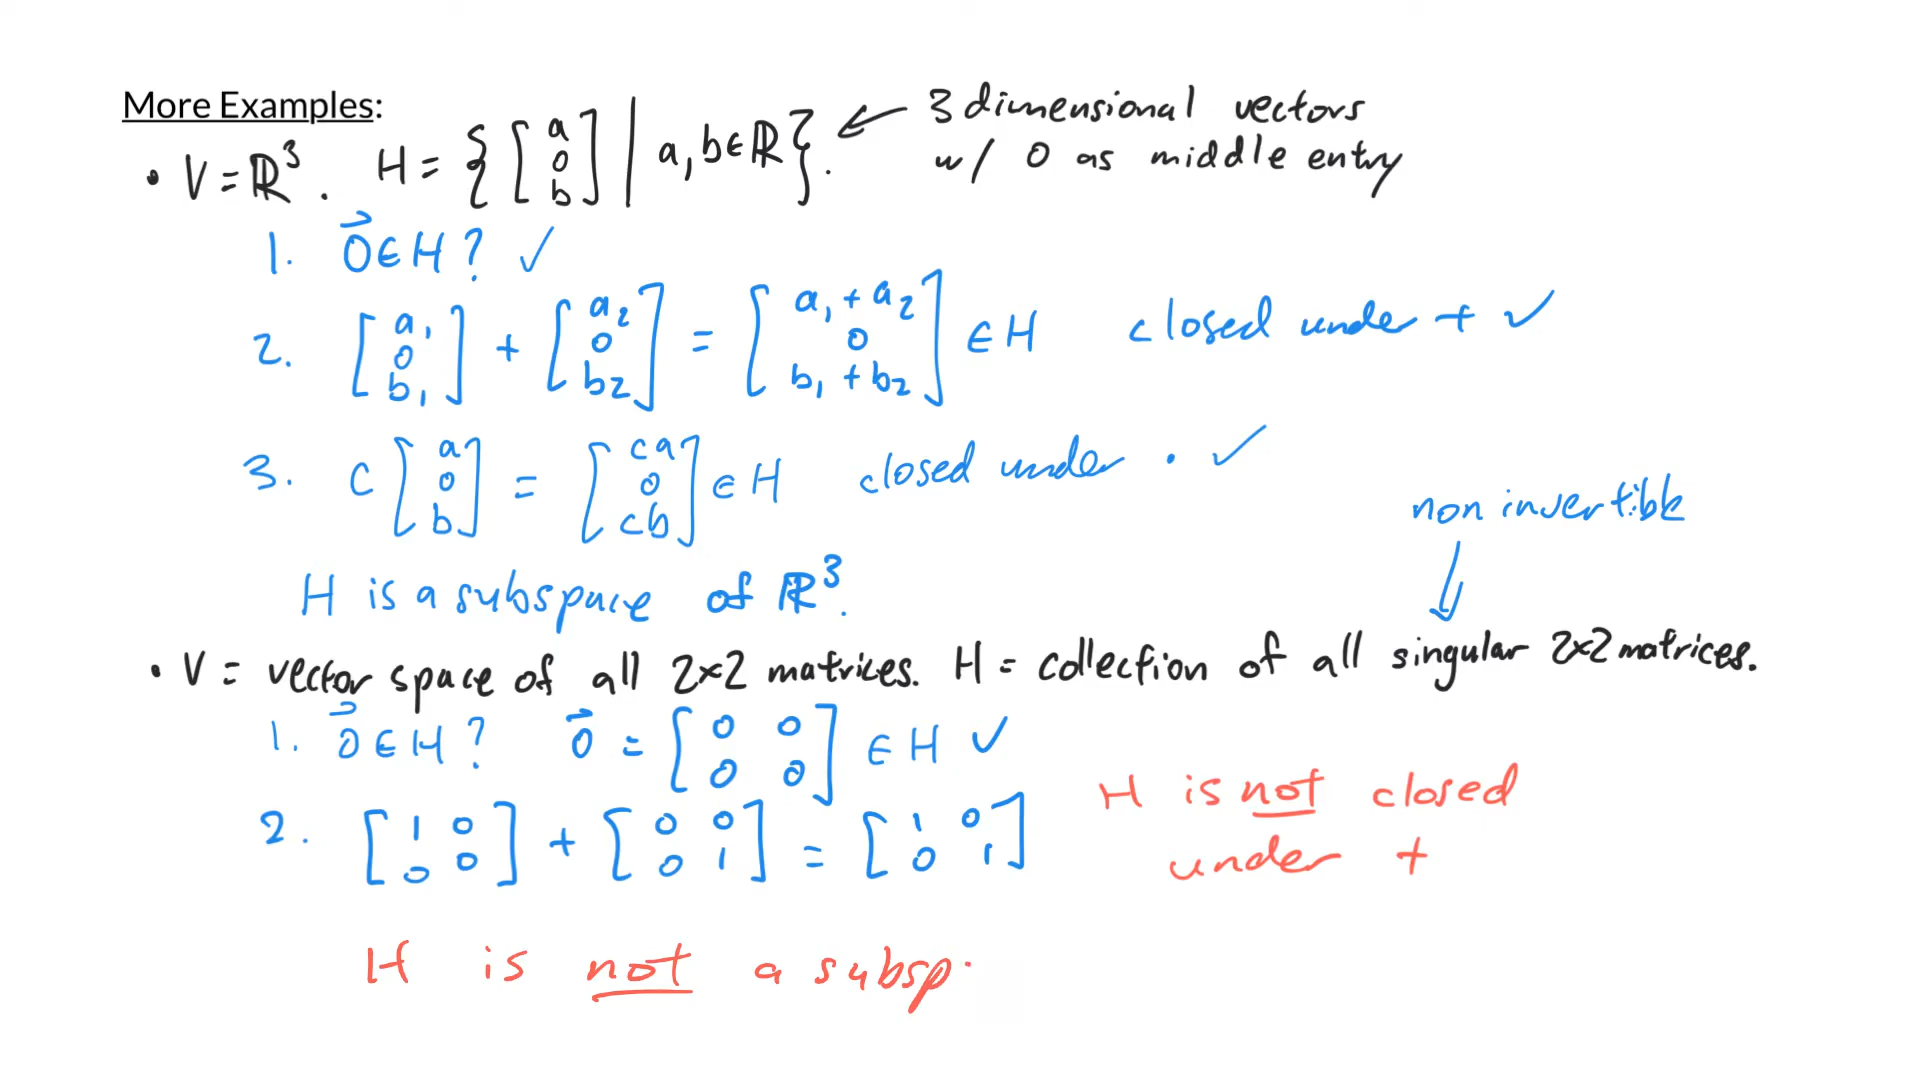 More Examples:
• V = ℝ³. H = { [a 0 b] | a, b ∈ ℝ }. ← 3 dimensional vectors
w/ 0 as middle entry
1. 0⃗ ∈ H ? ✓
2. [a₁ 0 b₁] + [a₂ 0 b₂] = [a₁ + a₂ 0 b₁ + b₂] ∈ H closed under + ✓
3. c [a 0 b] = [ca 0 cb] ∈ H closed under · ✓
non invertible
H is a subspace of ℝ³.
• V = vector space of all 2×2 matrices. H = collection of all singular 2×2 matrices.
1. 0⃗ ∈ H ? 0⃗ = [0 0 0 0] ∈ H ✓
2. [1 0 0 0] + [0 0 0 1] = [1 0 0 1] H is not closed
under +
H is not a subsp